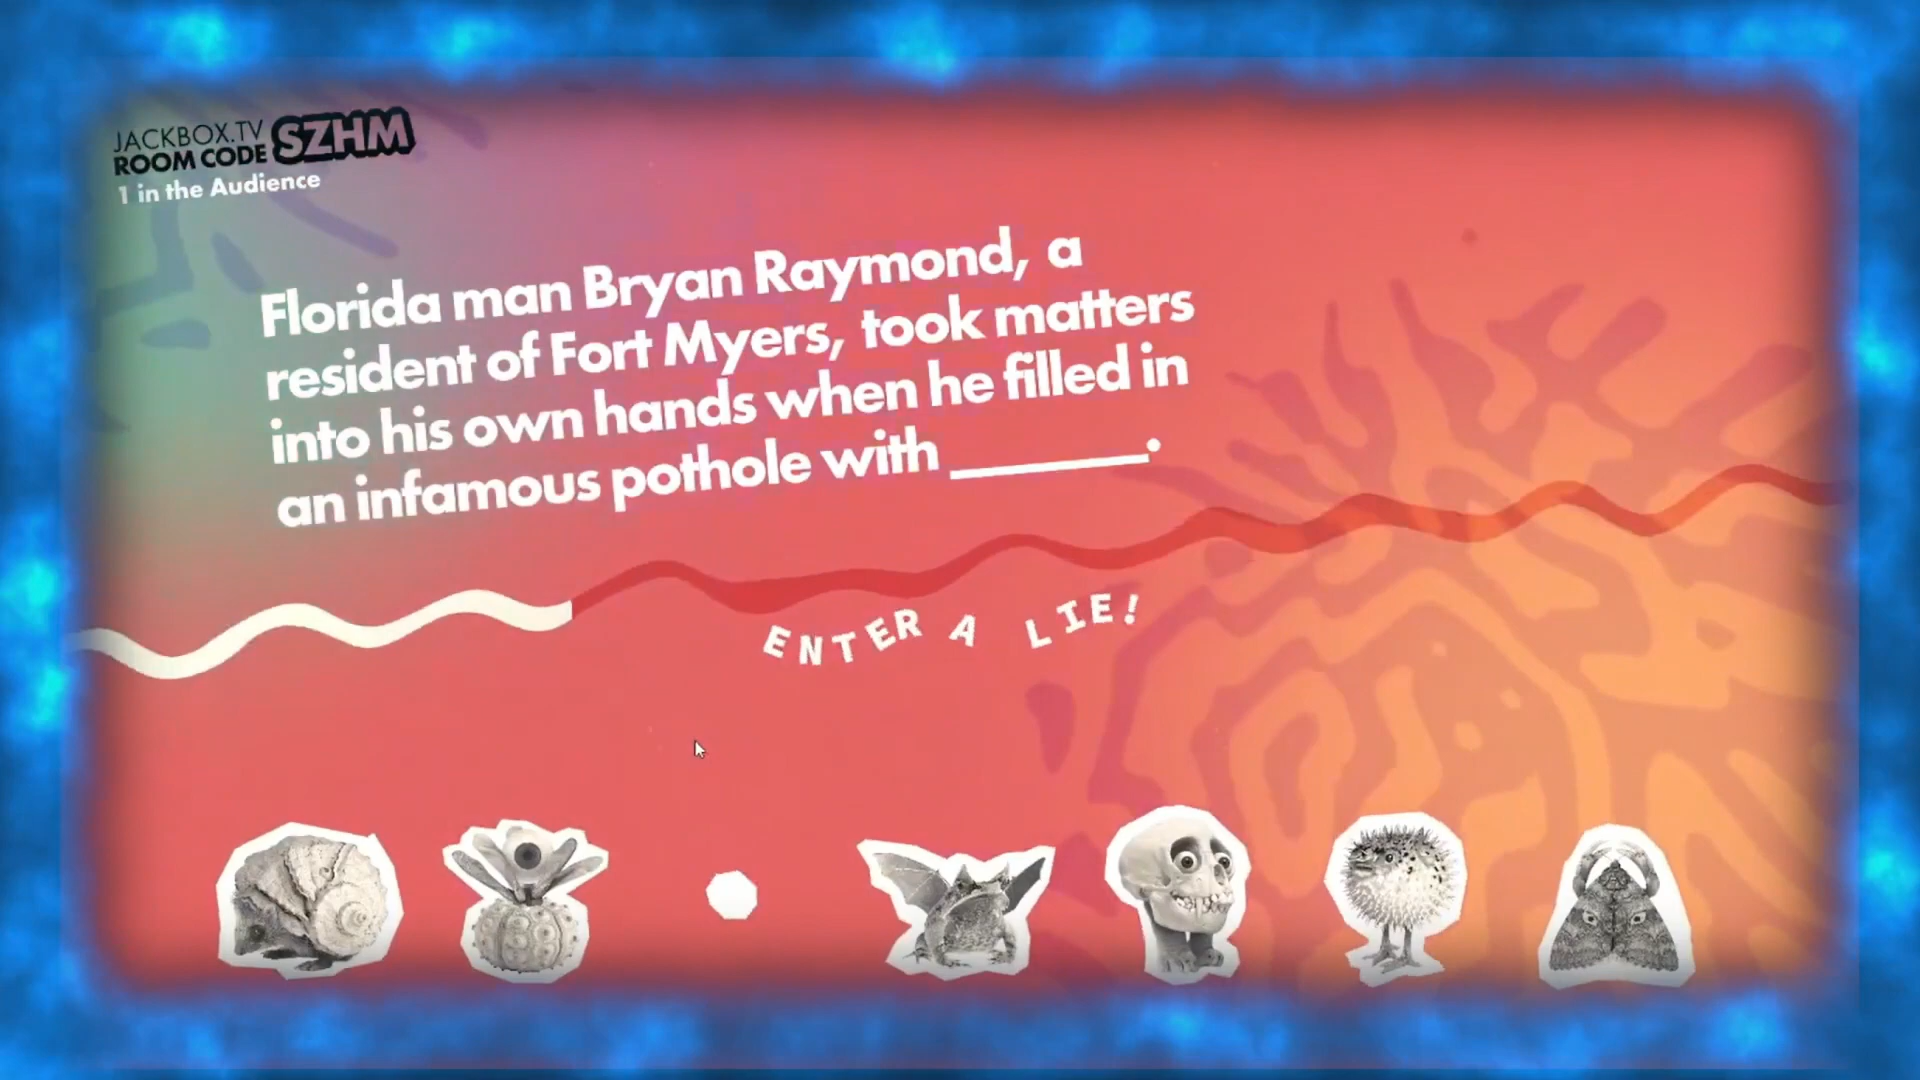 JACKBOX.TV
ROOM CODE SZHM
1 in the Audience
Florida man Bryan Raymond, a
resident of Fort Myers, took matters
into his own hands when he filled in
an infamous pothole with ________.
ENTER A LIE!